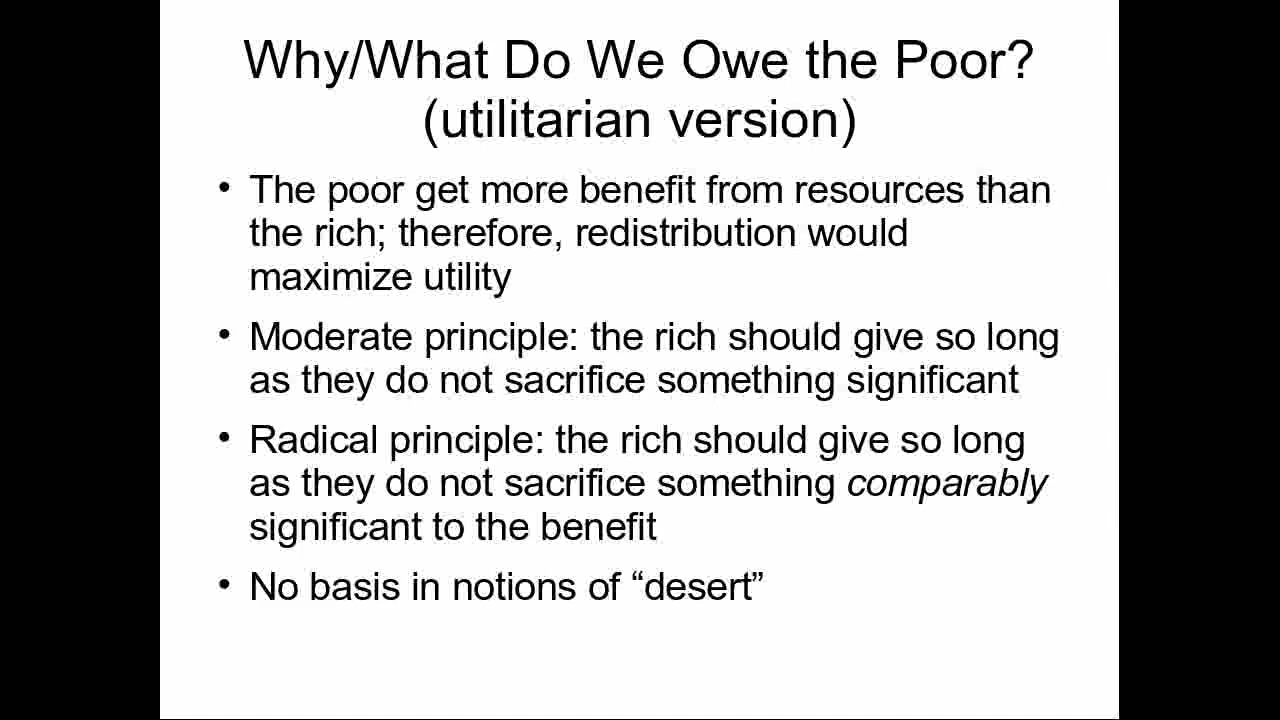 Why/What Do We Owe the Poor?
(utilitarian version)
• The poor get more benefit from resources than
the rich; therefore, redistribution would
maximize utility
• Moderate principle: the rich should give so long
as they do not sacrifice something significant
• Radical principle: the rich should give so long
as they do not sacrifice something comparably
significant to the benefit
• No basis in notions of “desert”